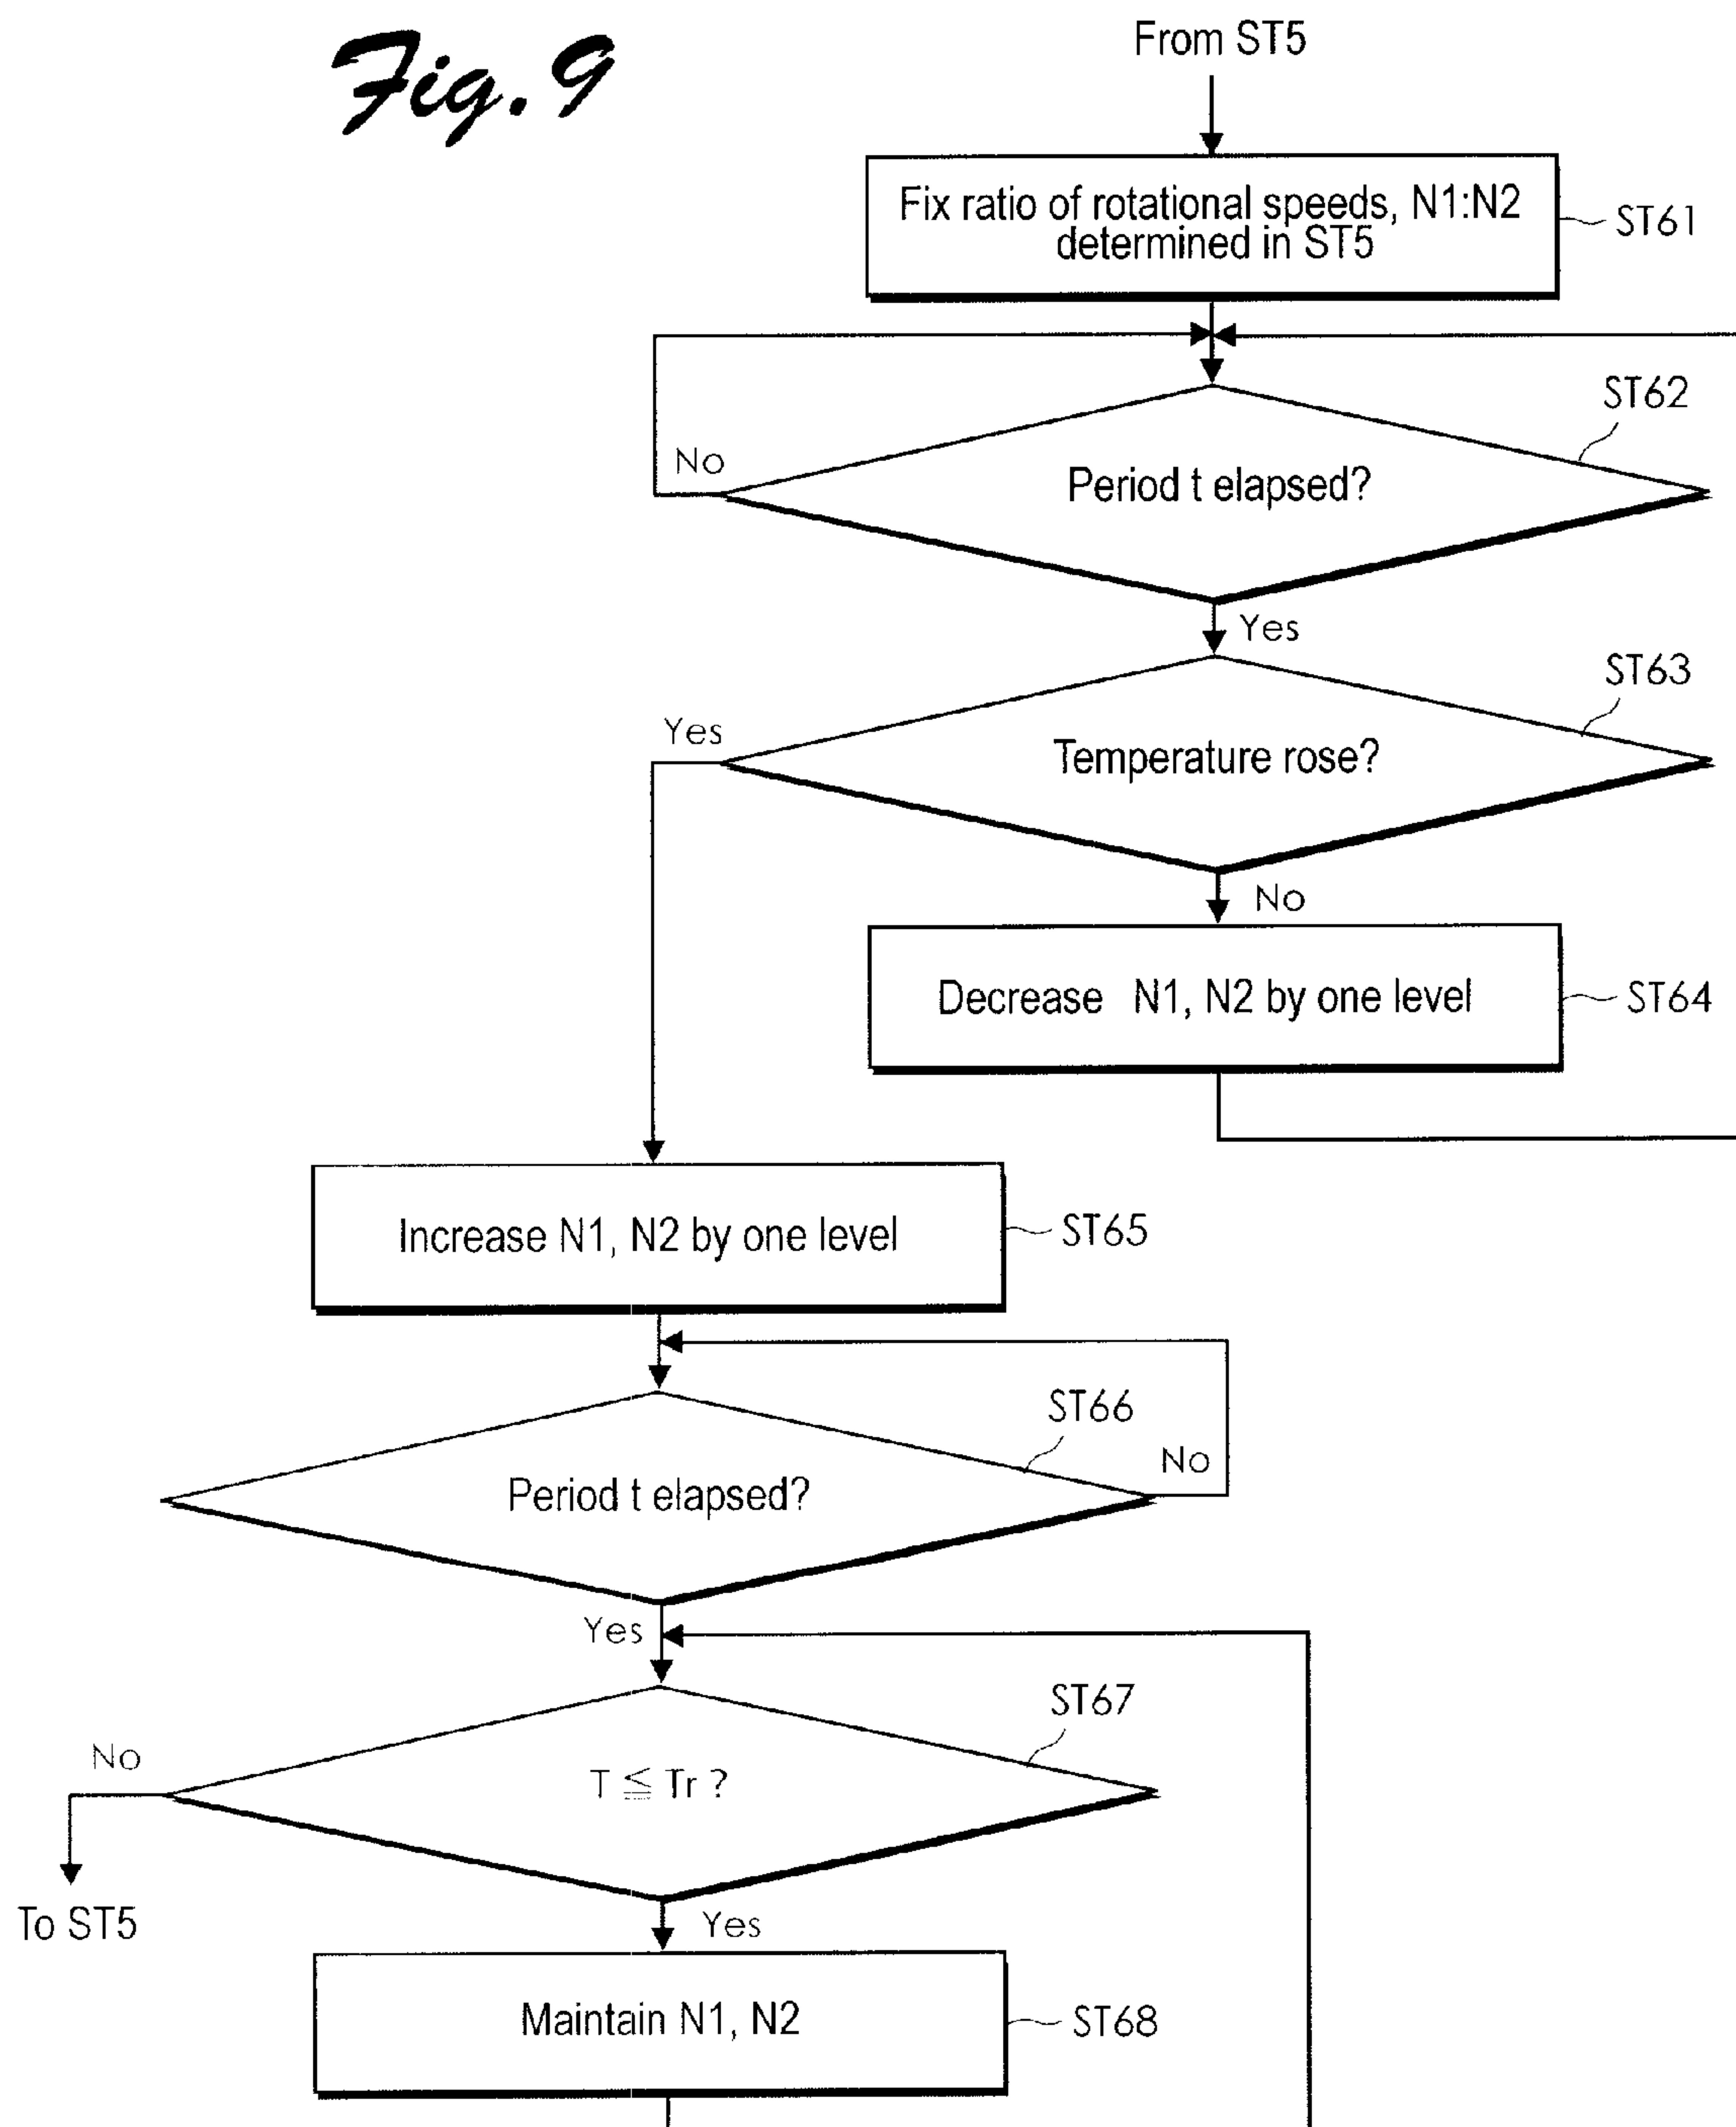 Fig. 9
From ST5
Fix ratio of rotational speeds, N1:N2
determined in ST5
ST61
ST62
No
Period t elapsed?
Yes
ST63
Yes
Temperature rose?
No
Decrease N1, N2 by one level
ST64
Increase N1, N2 by one level
ST65
ST66
No
Period t elapsed?
Yes
ST67
No
T ≦ Tr ?
To ST5
Yes
Maintain N1, N2
ST68